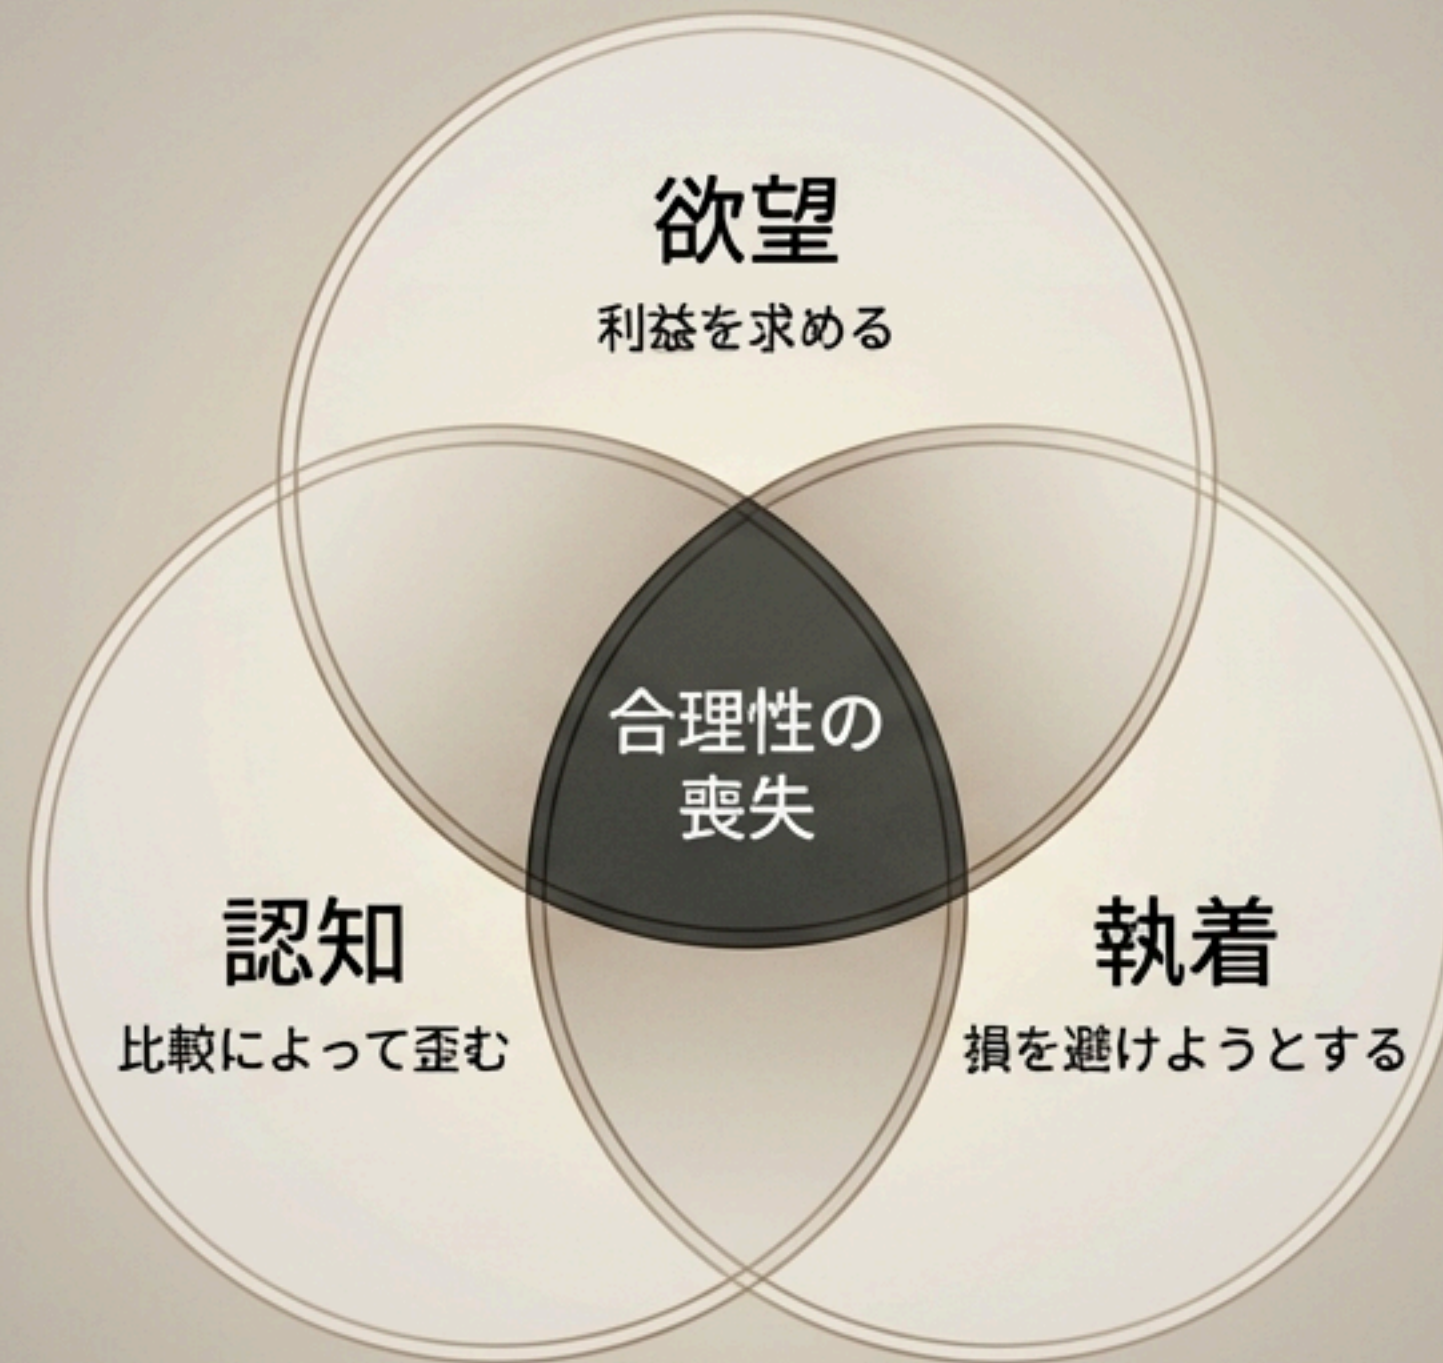 欲望
利益を求める
合理性の
喪失
認知
比較によって歪む
執着
損を避けようとする